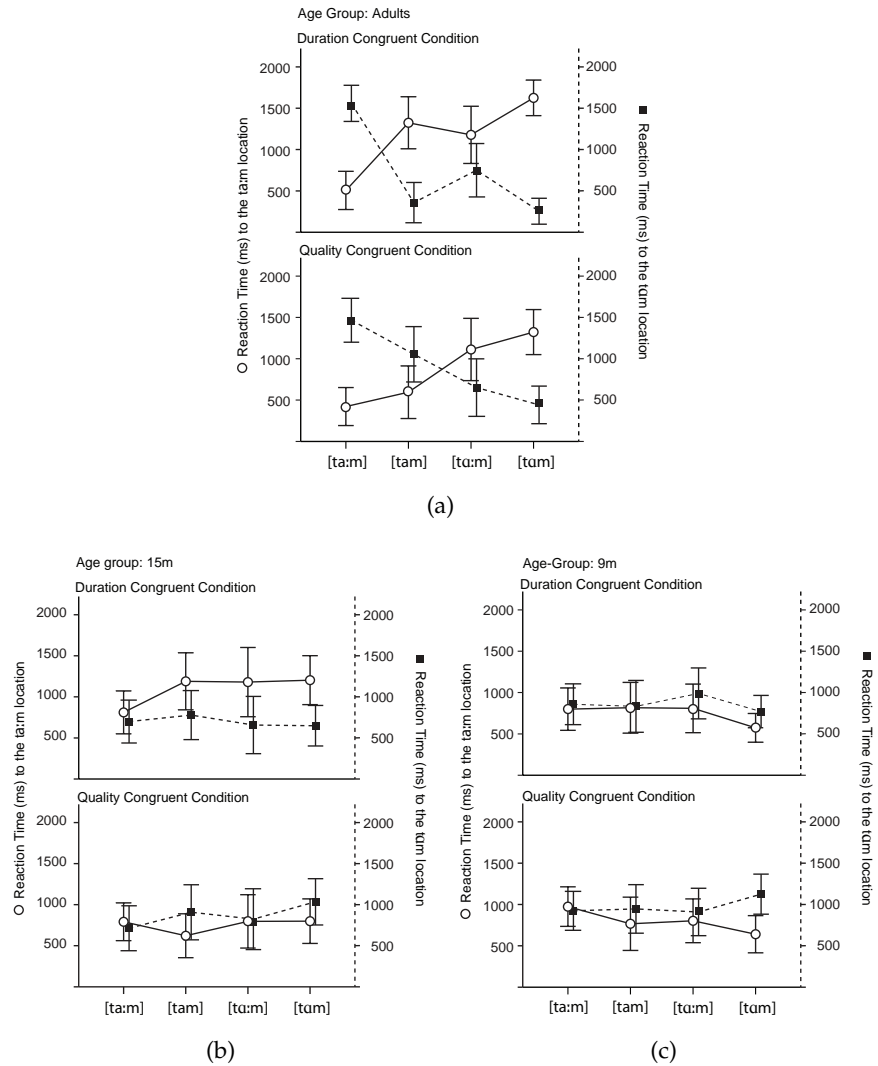 Age Group: Adults
Duration Congruent Condition
2000
1500
1000
500
2000
1500
1000
500
Quality Congruent Condition
2000
1500
1000
500
2000
1500
1000
500
○ Reaction Time (ms) to the ta:m location
■ Reaction Time (ms) to the tɑm location
[ta:m] [tam] [tɑ:m] [tɑm]
(a)
Age group: 15m
Duration Congruent Condition
2000
1500
1000
500
2000
1500
1000
500
Quality Congruent Condition
2000
1500
1000
500
2000
1500
1000
500
○ Reaction Time (ms) to the ta:m location
■ Reaction Time (ms) to the tɑm location
[ta:m] [tam] [tɑ:m] [tɑm]
(b)
Age-Group: 9m
Duration Congruent Condition
2000
1500
1000
500
2000
1500
1000
500
Quality Congruent Condition
2000
1500
1000
500
2000
1500
1000
500
○ Reaction Time (ms) to the ta:m location
■ Reaction Time (ms) to the tɑm location
[ta:m] [tam] [tɑ:m] [tɑm]
(c)